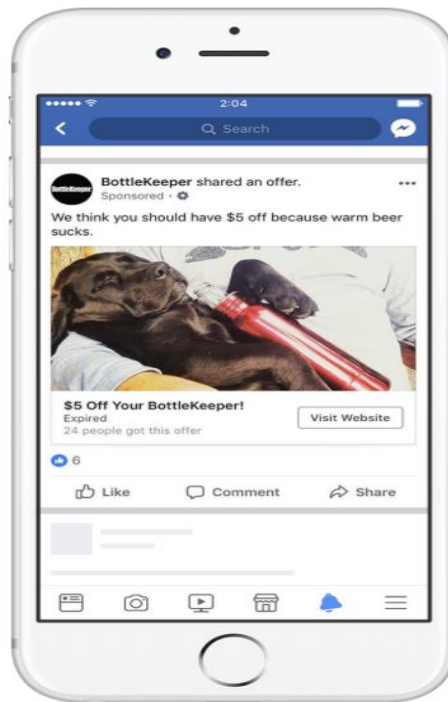 2:04
Search
BottleKeeper
BottleKeeper shared an offer.
Sponsored ·
We think you should have $5 off because warm beer
sucks.
$5 Off Your BottleKeeper!
Expired
24 people got this offer
Visit Website
6
Like
Comment
Share